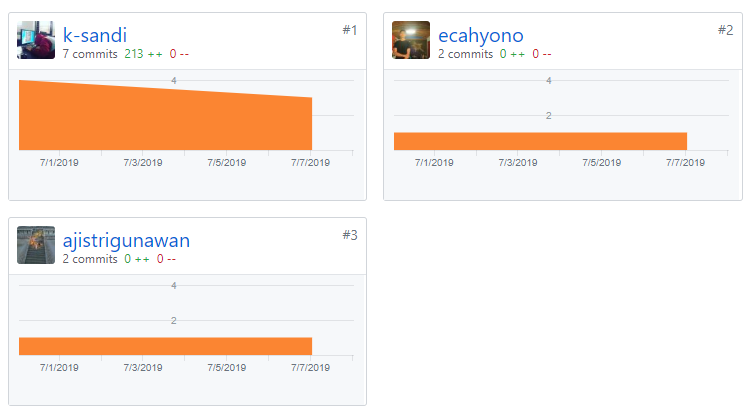 k-sandi #1
7 commits 213 ++ 0 --
4
7/1/2019 7/3/2019 7/5/2019 7/7/2019
ecahyono #2
2 commits 0 ++ 0 --
4
2
7/1/2019 7/3/2019 7/5/2019 7/7/2019
ajistrigunawan #3
2 commits 0 ++ 0 --
4
2
7/1/2019 7/3/2019 7/5/2019 7/7/2019